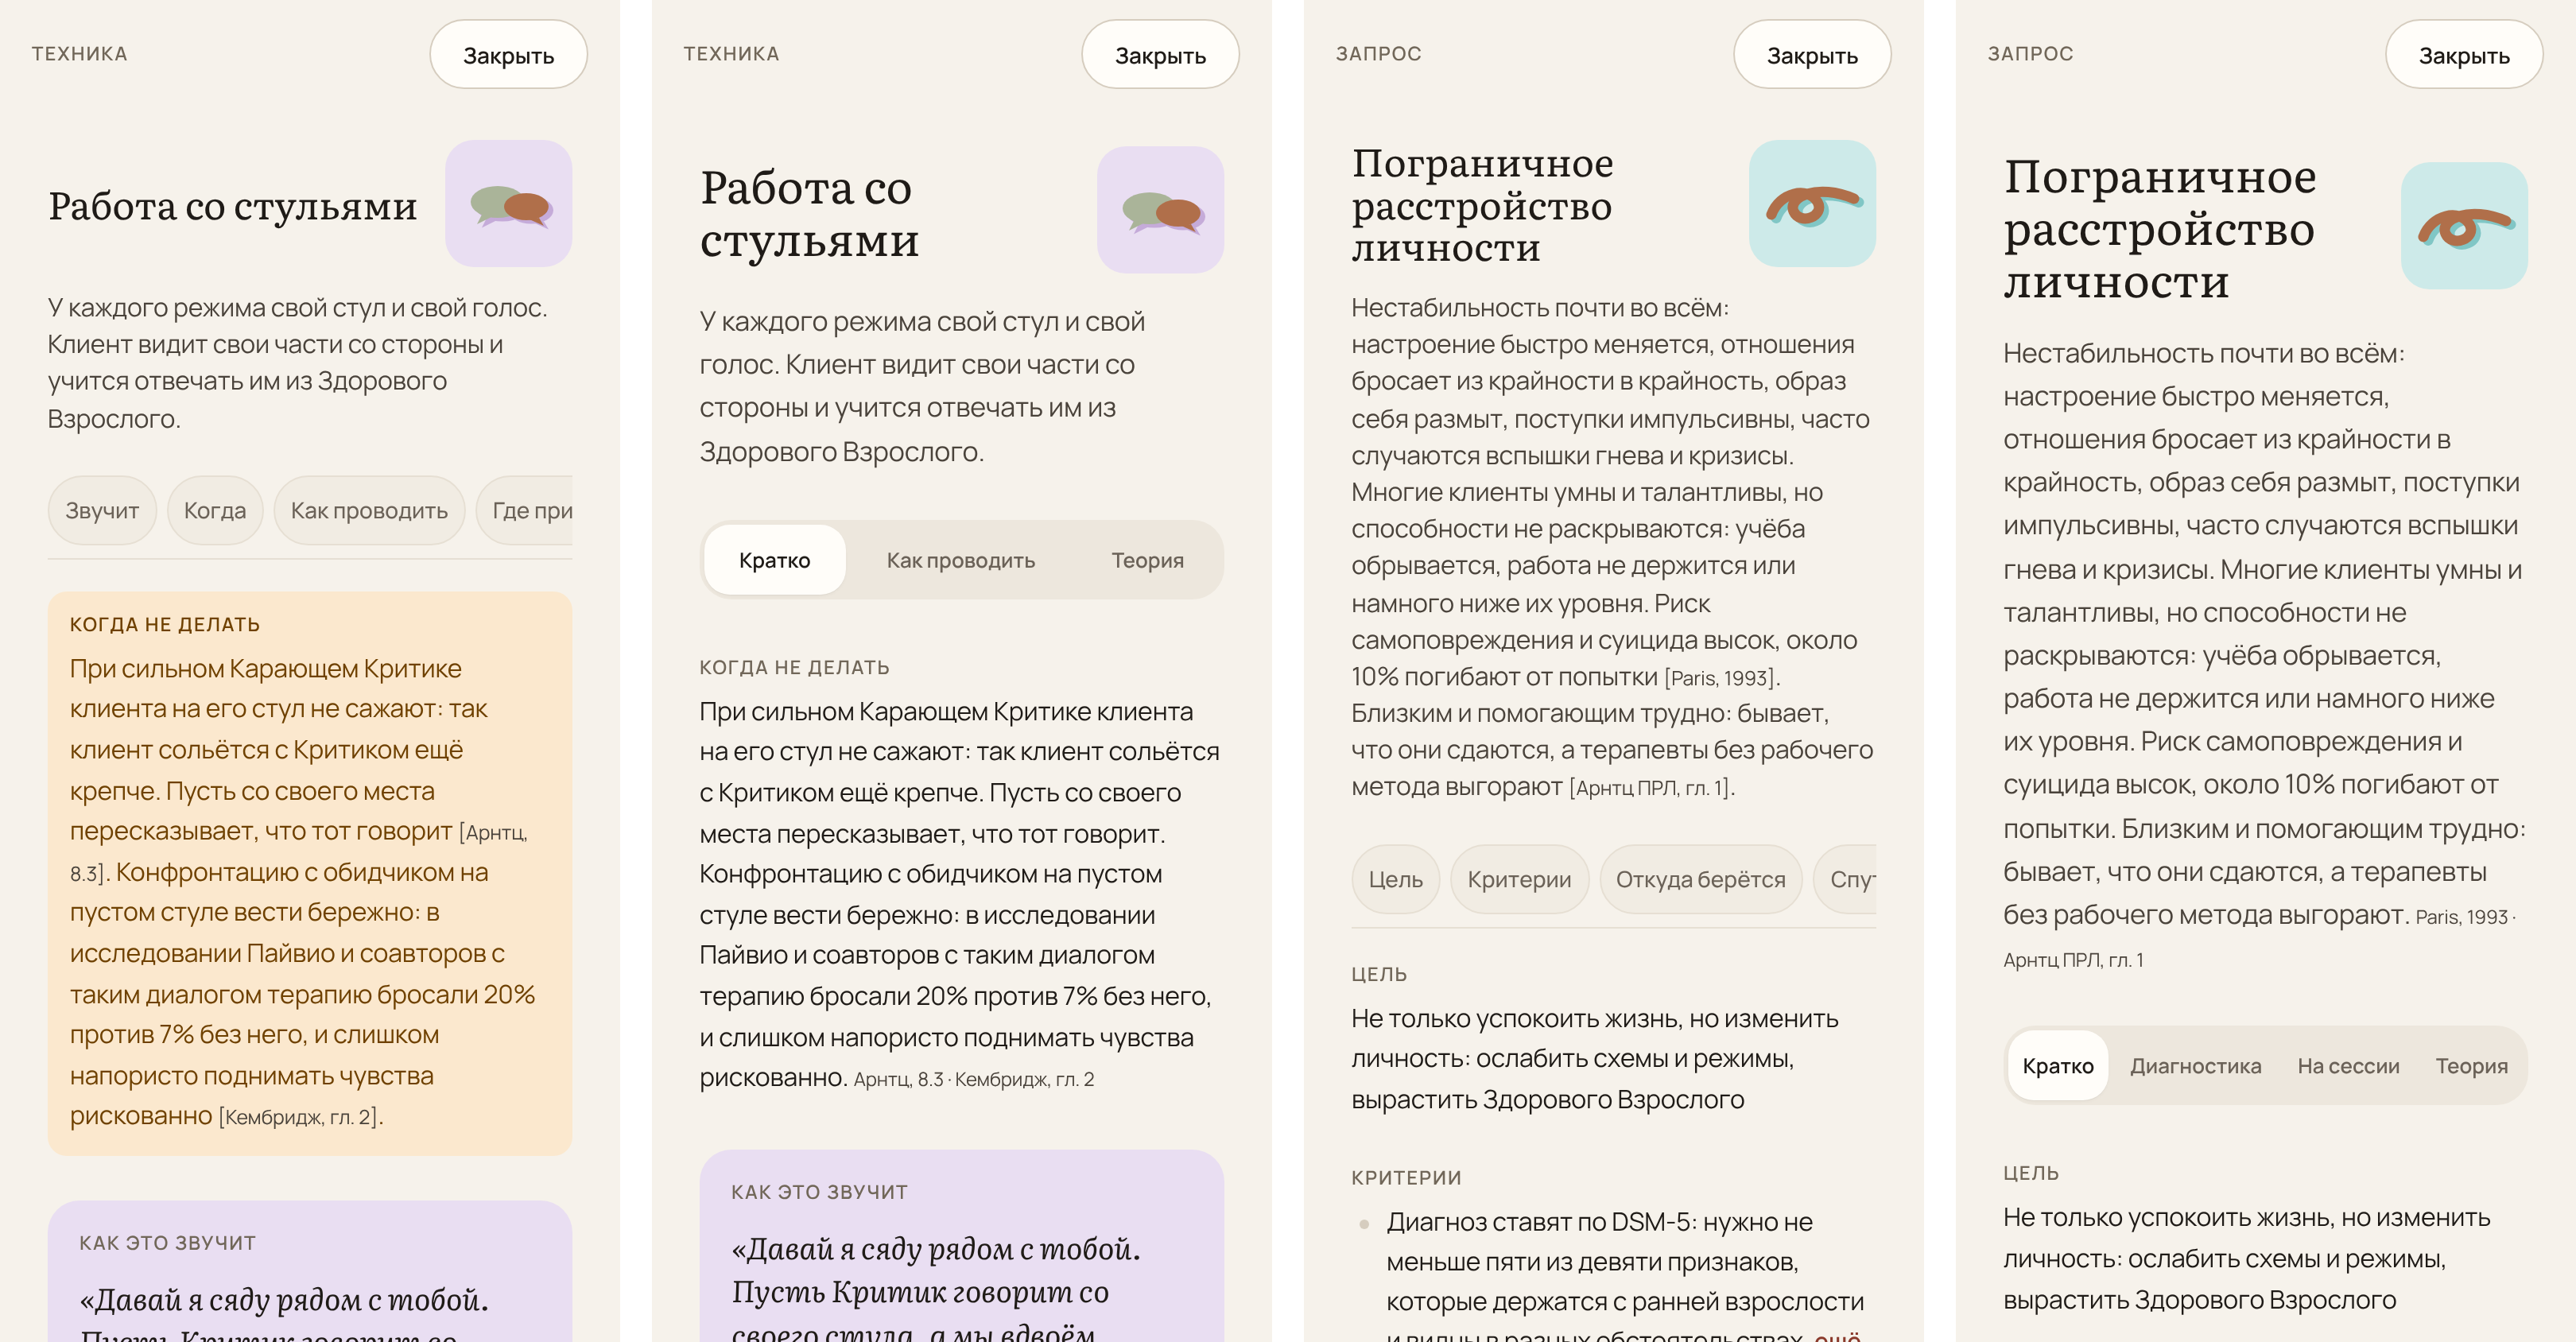 ТЕХНИКА
Закрыть
Работа со стульями
У каждого режима свой стул и свой голос.
Клиент видит свои части со стороны и
учится отвечать им из Здорового
Взрослого.
Звучит
Когда
Как проводить
Где при
КОГДА НЕ ДЕЛАТЬ
При сильном Карающем Критике
клиента на его стул не сажают: так
клиент сольётся с Критиком ещё
крепче. Пусть со своего места
пересказывает, что тот говорит [Арнтц,
8.3]. Конфронтацию с обидчиком на
пустом стуле вести бережно: в
исследовании Пайвио и соавторов с
таким диалогом терапию бросали 20%
против 7% без него, и слишком
напористо поднимать чувства
рискованно [Кембридж, гл. 2].
КАК ЭТО ЗВУЧИТ
«Давай я сяду рядом с тобой.
Пусть Критик говорит со
ТЕХНИКА
Закрыть
Работа со
стульями
У каждого режима свой стул и свой
голос. Клиент видит свои части со
стороны и учится отвечать им из
Здорового Взрослого.
Кратко
Как проводить
Теория
КОГДА НЕ ДЕЛАТЬ
При сильном Карающем Критике клиента
на его стул не сажают: так клиент сольётся
с Критиком ещё крепче. Пусть со своего
места пересказывает, что тот говорит.
Конфронтацию с обидчиком на пустом
стуле вести бережно: в исследовании
Пайвио и соавторов с таким диалогом
терапию бросали 20% против 7% без него,
и слишком напористо поднимать чувства
рискованно. Арнтц, 8.3 · Кембридж, гл. 2
КАК ЭТО ЗВУЧИТ
«Давай я сяду рядом с тобой.
Пусть Критик говорит со
своего стула, а мы вдвоём
ЗАПРОС
Закрыть
Пограничное
расстройство
личности
Нестабильность почти во всём:
настроение быстро меняется, отношения
бросает из крайности в крайность, образ
себя размыт, поступки импульсивны, часто
случаются вспышки гнева и кризисы.
Многие клиенты умны и талантливы, но
способности не раскрываются: учёба
обрывается, работа не держится или
намного ниже их уровня. Риск
самоповреждения и суицида высок, около
10% погибают от попытки [Paris, 1993].
Близким и помогающим трудно: бывает,
что они сдаются, а терапевты без рабочего
метода выгорают [Арнтц ПРЛ, гл. 1].
Цель
Критерии
Откуда берётся
Спут
ЦЕЛЬ
Не только успокоить жизнь, но изменить
личность: ослабить схемы и режимы,
вырастить Здорового Взрослого
КРИТЕРИИ
Диагноз ставят по DSM-5: нужно не
меньше пяти из девяти признаков,
которые держатся с ранней взрослости
и видны в разных обстоятельствах. ещё
ЗАПРОС
Закрыть
Пограничное
расстройство
личности
Нестабильность почти во всём:
настроение быстро меняется,
отношения бросает из крайности в
крайность, образ себя размыт, поступки
импульсивны, часто случаются вспышки
гнева и кризисы. Многие клиенты умны и
талантливы, но способности не
раскрываются: учёба обрывается,
работа не держится или намного ниже
их уровня. Риск самоповреждения и
суицида высок, около 10% погибают от
попытки. Близким и помогающим трудно:
бывает, что они сдаются, а терапевты
без рабочего метода выгорают. Paris, 1993 ·
Арнтц ПРЛ, гл. 1
Кратко
Диагностика
На сессии
Теория
ЦЕЛЬ
Не только успокоить жизнь, но изменить
личность: ослабить схемы и режимы,
вырастить Здорового Взрослого